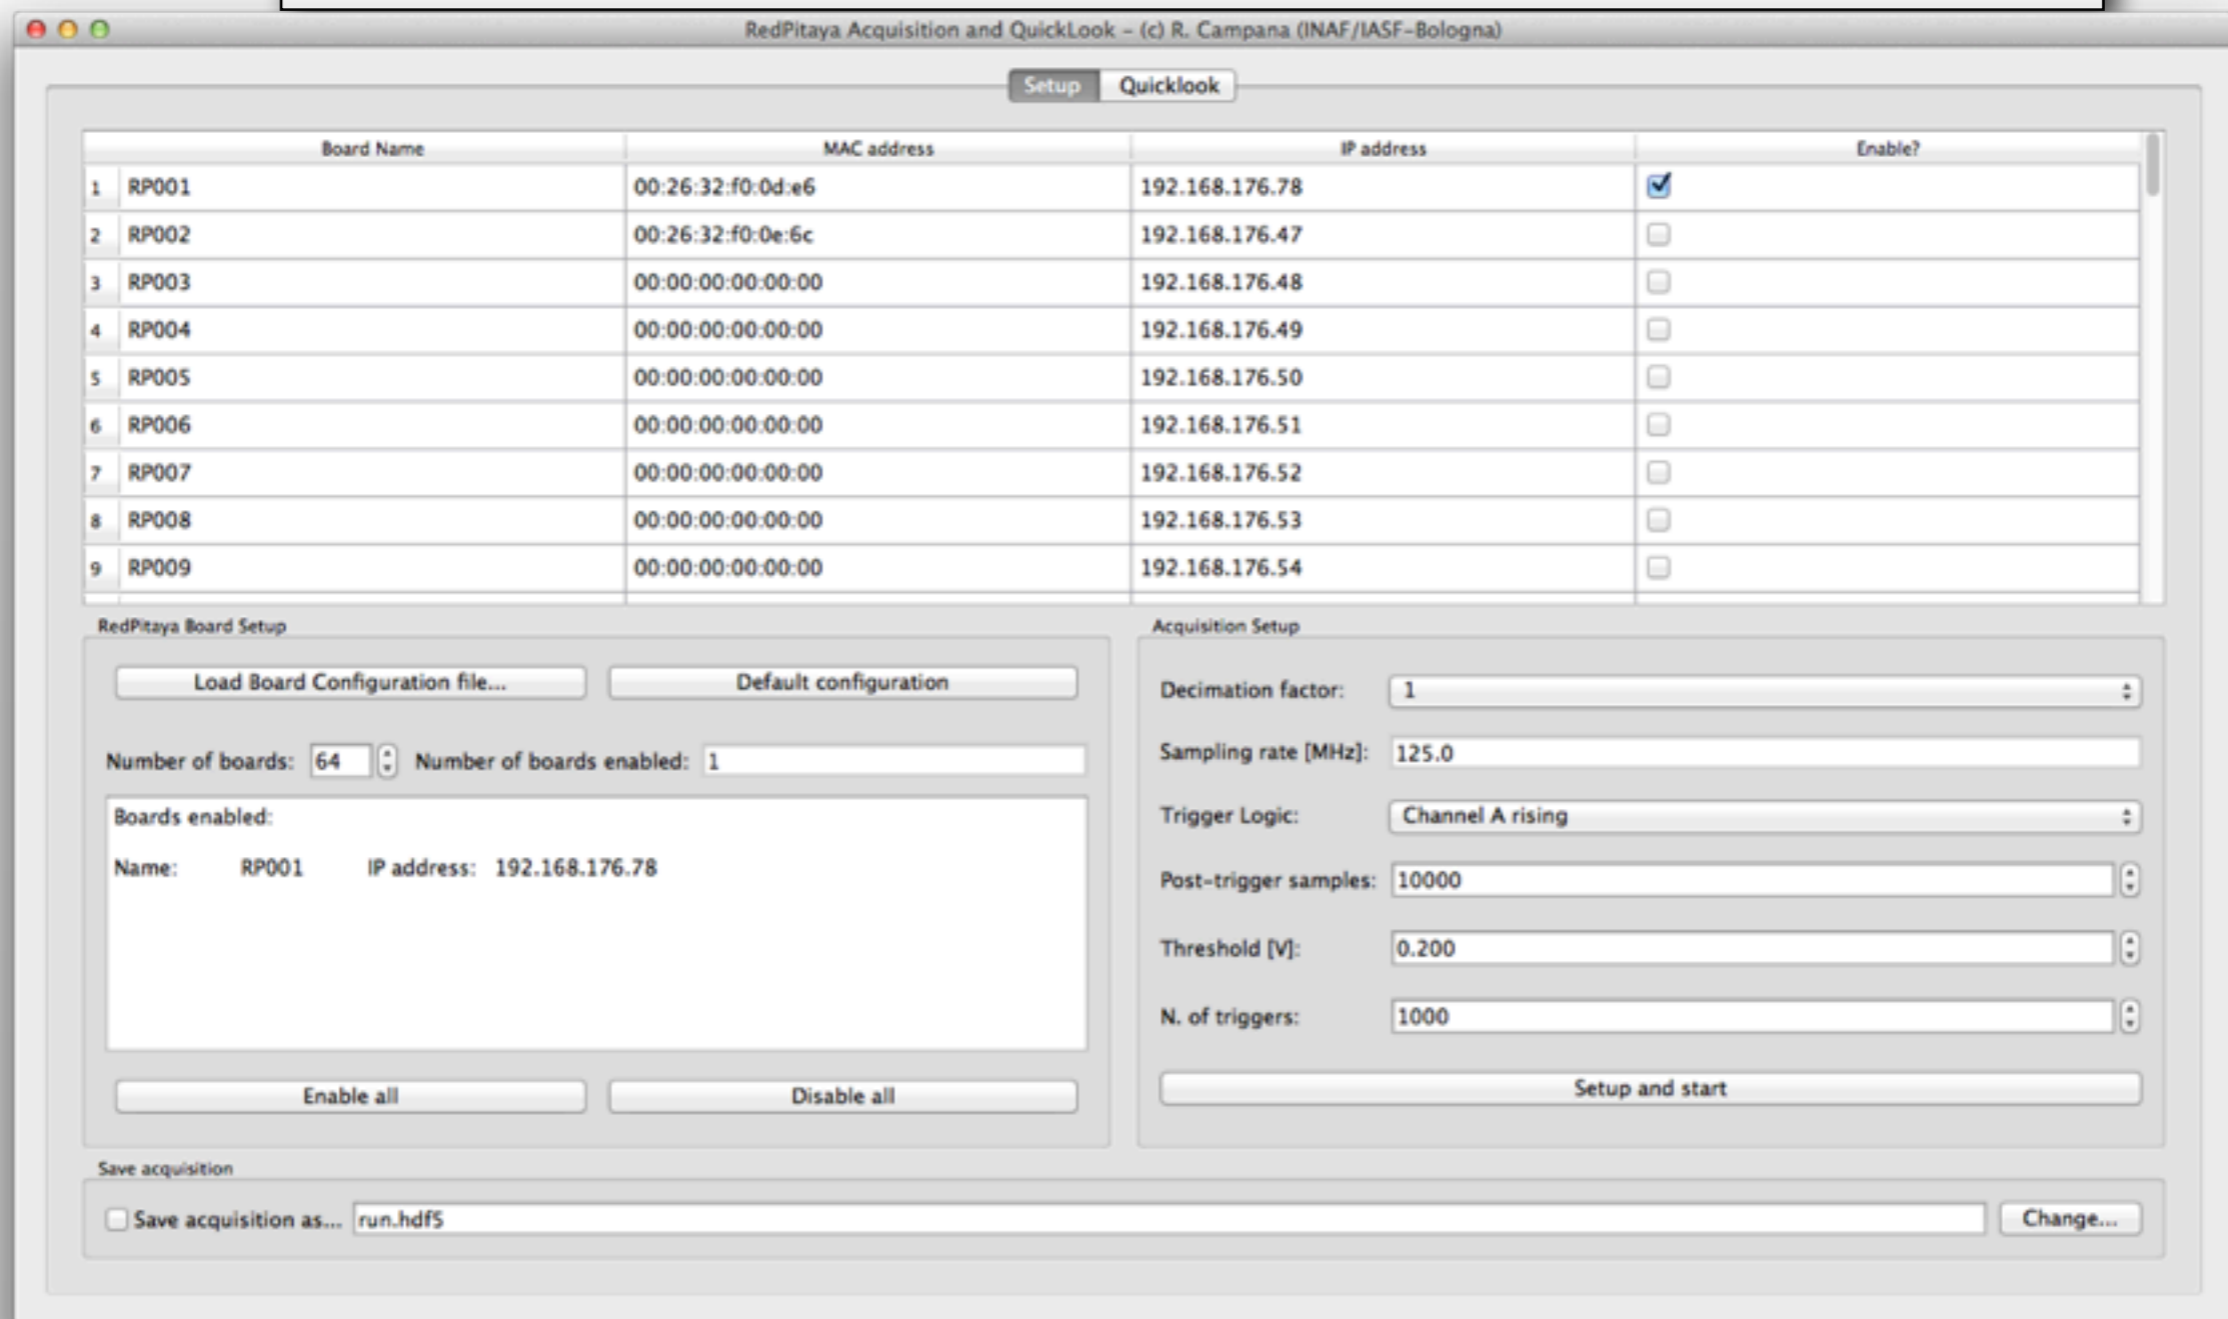 RedPitaya Acquisition and QuickLook – (c) R. Campana (INAF/IASF-Bologna)
Setup Quicklook
Board Name MAC address IP address Enable?
1 RP001 00:26:32:f0:0d:e6 192.168.176.78
2 RP002 00:26:32:f0:0e:6c 192.168.176.47
3 RP003 00:00:00:00:00:00 192.168.176.48
4 RP004 00:00:00:00:00:00 192.168.176.49
5 RP005 00:00:00:00:00:00 192.168.176.50
6 RP006 00:00:00:00:00:00 192.168.176.51
7 RP007 00:00:00:00:00:00 192.168.176.52
8 RP008 00:00:00:00:00:00 192.168.176.53
9 RP009 00:00:00:00:00:00 192.168.176.54
RedPitaya Board Setup
Load Board Configuration file... Default configuration
Number of boards: 64 Number of boards enabled: 1
Boards enabled:
Name: RP001 IP address: 192.168.176.78
Enable all Disable all
Acquisition Setup
Decimation factor: 1
Sampling rate [MHz]: 125.0
Trigger Logic: Channel A rising
Post-trigger samples: 10000
Threshold [V]: 0.200
N. of triggers: 1000
Setup and start
Save acquisition
Save acquisition as... run.hdf5 Change...